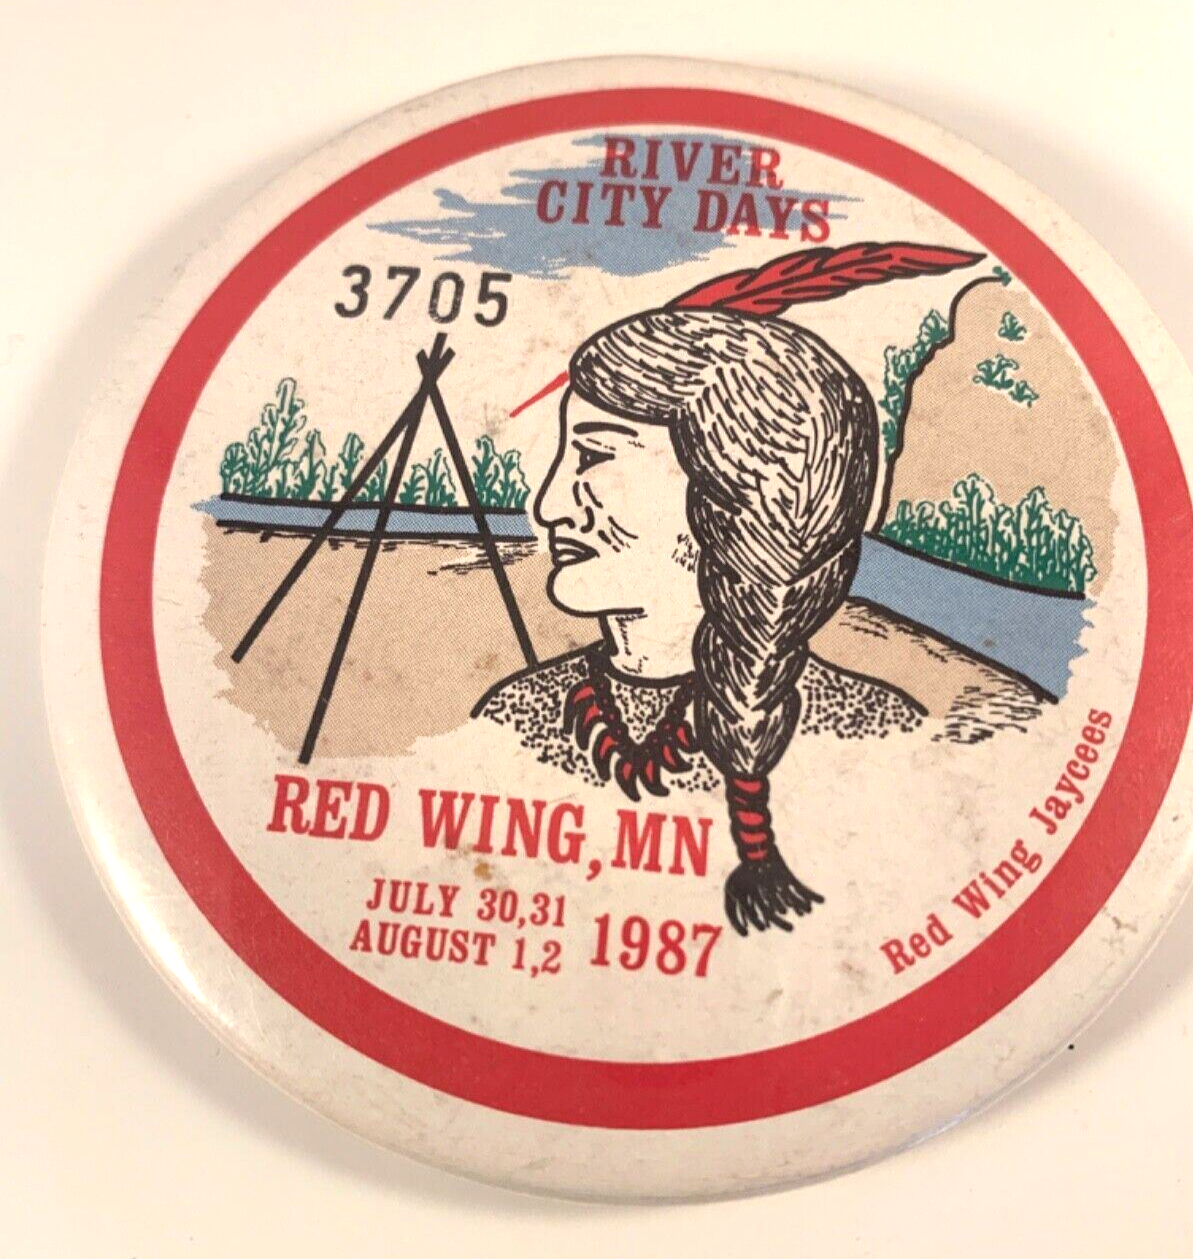 RIVER
CITY DAYS
3705
RED WING, MN
JULY 30,31
AUGUST 1,2
1987
Red Wing Jaycees